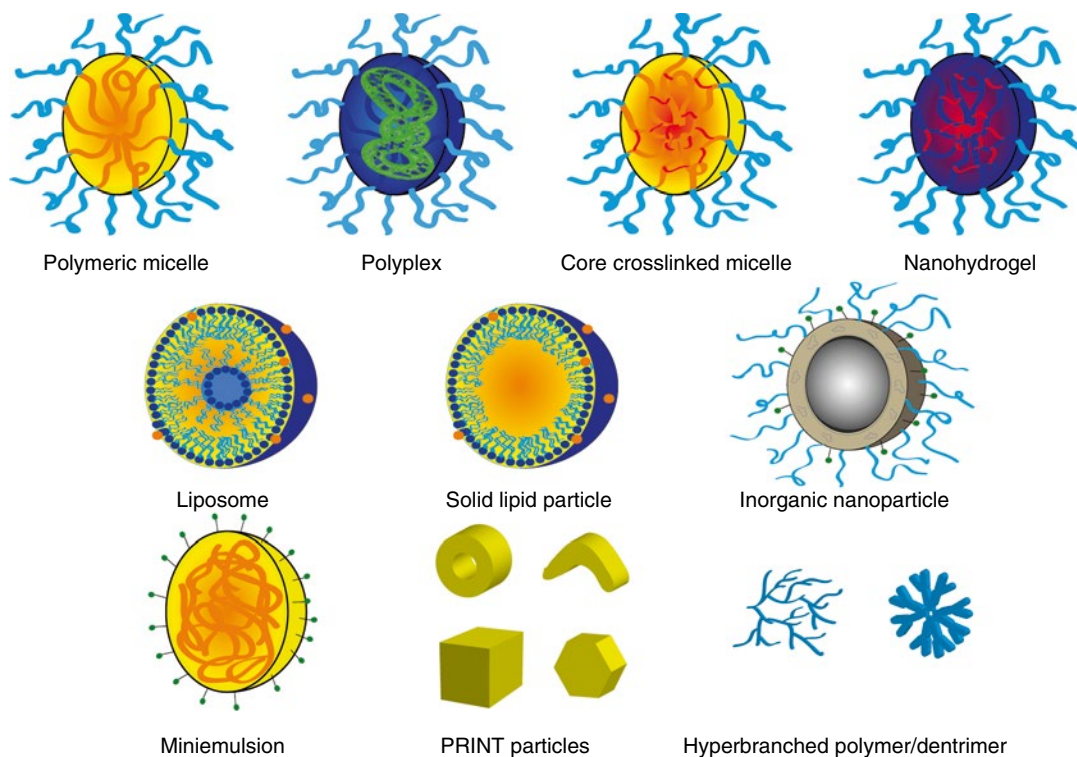 Polymeric micelle
Polyplex
Core crosslinked micelle
Nanohydrogel
Liposome
Solid lipid particle
Inorganic nanoparticle
Miniemulsion
PRINT particles
Hyperbranched polymer/dentrimer